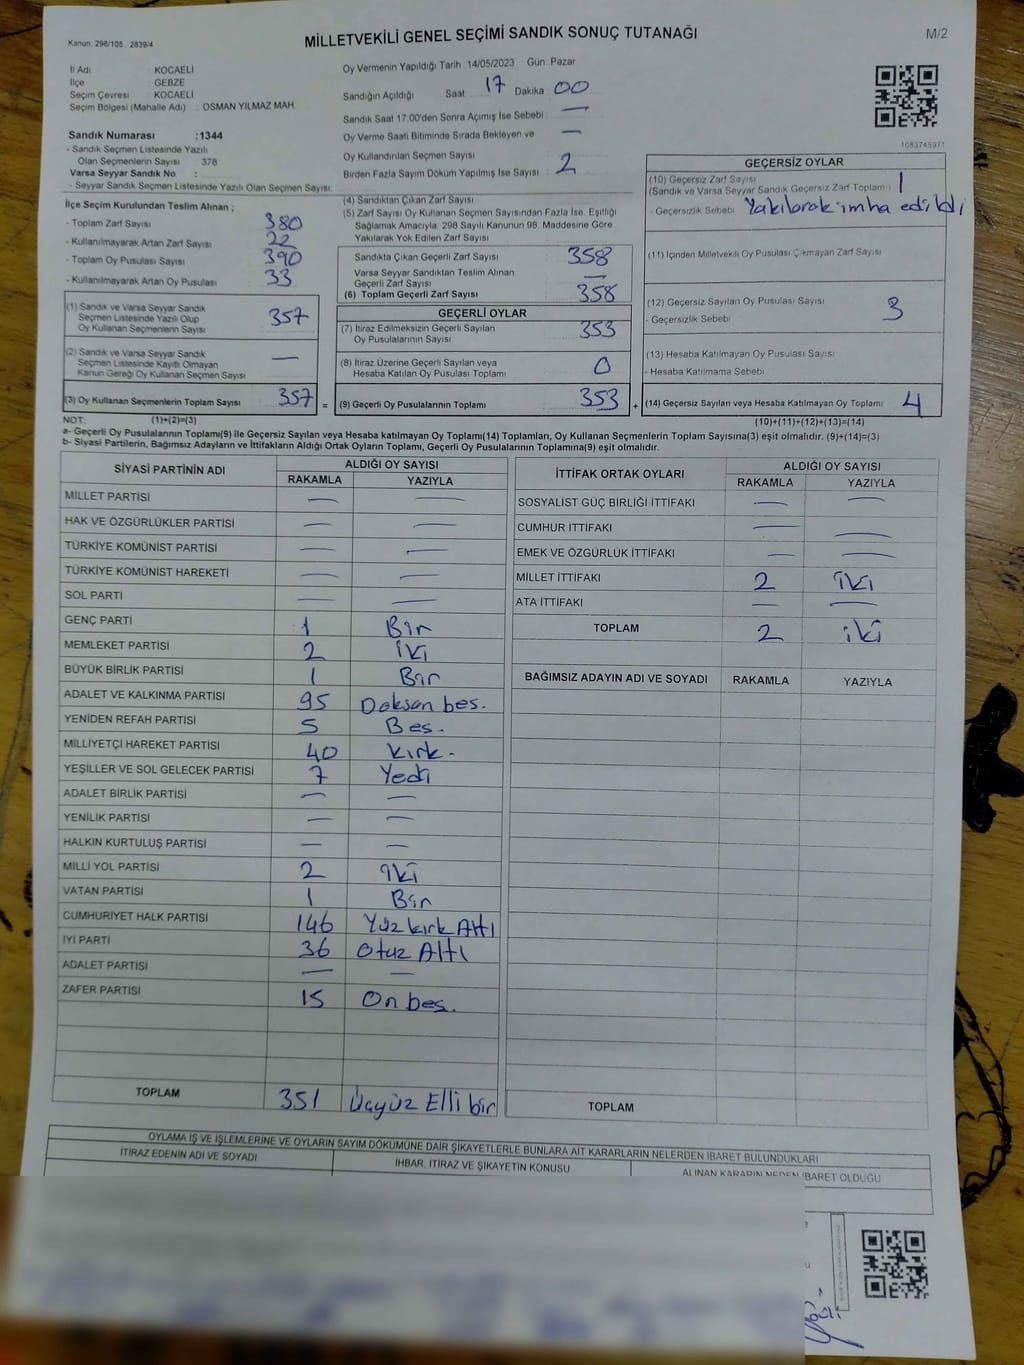 Kanun: 298/105 2839/4
MİLLETVEKİLİ GENEL SEÇİMİ SANDIK SONUÇ TUTANAĞI
M/2
İl Adı KOCAELİ
İlçe GEBZE
Seçim Çevresi KOCAELİ
Seçim Bölgesi (Mahalle Adı) : OSMAN YILMAZ MAH.
Sandık Numarası : 1344
- Sandık Seçmen Listesinde Yazılı
Olan Seçmenlerin Sayısı 378
Varsa Seyyar Sandık No :
- Seyyar Sandık Seçmen Listesinde Yazılı Olan Seçmen Sayısı:
Oy Vermenin Yapıldığı Tarih : 14/05/2023 Gün: Pazar
Sandığın Açıldığı Saat 17 Dakika 00
Sandık Saat 17:00'den Sonra Açımış İse Sebebi : —
Oy Verme Saati Bitiminde Sırada Bekleyen ve —
Oy Kullandırılan Seçmen Sayısı
Birden Fazla Sayım Döküm Yapılmış İse Sayısı : 2
1083745971
İlçe Seçim Kurulundan Teslim Alınan ;
- Toplam Zarf Sayısı 380
- Kullanılmayarak Artan Zarf Sayısı 22
- Toplam Oy Pusulası Sayısı 390
- Kullanılmayarak Artan Oy Pusulası 33
(1) Sandık ve Varsa Seyyar Sandık
Seçmen Listesinde Yazılı Olup
Oy Kullanan Seçmenlerin Sayısı 357
(2) Sandık ve Varsa Seyyar Sandık
Seçmen Listesinde Kayıtlı Olmayan
Kanun Gereği Oy Kullanan Seçmen Sayısı —
(3) Oy Kullanan Seçmenlerin Toplam Sayısı 357 =
(4) Sandıktan Çıkan Zarf Sayısı
(5) Zarf Sayısı Oy Kullanan Seçmen Sayısından Fazla İse, Eşitliği
Sağlamak Amacıyla, 298 Sayılı Kanunun 98. Maddesine Göre
Yakılarak Yok Edilen Zarf Sayısı
Sandıkta Çıkan Geçerli Zarf Sayısı 358
Varsa Seyyar Sandıktan Teslim Alınan
Geçerli Zarf Sayısı —
(6) Toplam Geçerli Zarf Sayısı 358
GEÇERLİ OYLAR
(7) İtiraz Edilmeksizin Geçerli Sayılan
Oy Pusulalarının Sayısı 353
(8) İtiraz Üzerine Geçerli Sayılan veya
Hesaba Katılan Oy Pusulası Toplamı 0
(9) Geçerli Oy Pusulalarının Toplamı 353 +
GEÇERSİZ OYLAR
(10) Geçersiz Zarf Sayısı
(Sandık ve Varsa Seyyar Sandık Geçersiz Zarf Toplamı) 1
- Geçersizlik Sebebi Yakılarak imha edildi
(11) İçinden Milletvekili Oy Pusulası Çıkmayan Zarf Sayısı
(12) Geçersiz Sayılan Oy Pusulası Sayısı 3
- Geçersizlik Sebebi
(13) Hesaba Katılmayan Oy Pusulası Sayısı
- Hesaba Katılmama Sebebi
(14) Geçersiz Sayılan veya Hesaba Katılmayan Oy Toplamı 4
NOT: (1)+(2)=(3)
(10)+(11)+(12)+(13)=(14)
a- Geçerli Oy Pusulalarının Toplamı(9) ile Geçersiz Sayılan veya Hesaba katılmayan Oy Toplamı(14) Toplamları, Oy Kullanan Seçmenlerin Toplam Sayısına(3) eşit olmalıdır. (9)+(14)=(3)
b- Siyasi Partilerin, Bağımsız Adayların ve İttifakların Aldığı Ortak Oyların Toplamı, Geçerli Oy Pusulalarının Toplamına(9) eşit olmalıdır.
SİYASİ PARTİNİN ADI
ALDIĞI OY SAYISI
RAKAMLA YAZIYLA
MİLLET PARTİSİ — —
HAK VE ÖZGÜRLÜKLER PARTİSİ — —
TÜRKİYE KOMÜNİST PARTİSİ — —
TÜRKİYE KOMÜNİST HAREKETİ — —
SOL PARTİ — —
GENÇ PARTİ 1 Bir
MEMLEKET PARTİSİ 2 iki
BÜYÜK BİRLİK PARTİSİ 1 Bir
ADALET VE KALKINMA PARTİSİ 95 Doksan bes.
YENİDEN REFAH PARTİSİ 5 Bes.
MİLLİYETÇİ HAREKET PARTİSİ 40 kırk.
YEŞİLLER VE SOL GELECEK PARTİSİ 7 Yedi
ADALET BİRLİK PARTİSİ — —
YENİLİK PARTİSİ — —
HALKIN KURTULUŞ PARTİSİ — —
MİLLİ YOL PARTİSİ 2 iki
VATAN PARTİSİ 1 Bir
CUMHURİYET HALK PARTİSİ 146 Yüz kırk Altı
İYİ PARTİ 36 Otuz Altı
ADALET PARTİSİ — —
ZAFER PARTİSİ 15 On bes.
TOPLAM 351 Üçyüz Elli bir
İTTİFAK ORTAK OYLARI
ALDIĞI OY SAYISI
RAKAMLA YAZIYLA
SOSYALİST GÜÇ BİRLİĞİ İTTİFAKI — —
CUMHUR İTTİFAKI — —
EMEK VE ÖZGÜRLÜK İTTİFAKI — —
MİLLET İTTİFAKI 2 iki
ATA İTTİFAKI — —
TOPLAM 2 iki
BAĞIMSIZ ADAYIN ADI VE SOYADI RAKAMLA YAZIYLA
TOPLAM
OYLAMA İŞ VE İŞLEMLERİNE VE OYLARIN SAYIM DÖKÜMÜNE DAİR ŞİKAYETLERLE BUNLARA AİT KARARLARIN NELERDEN İBARET BULUNDUKLARI
İTİRAZ EDENİN ADI VE SOYADI
İHBAR, İTİRAZ VE ŞİKAYETİN KONUSU
ALINAN KARARIN NEDEN İBARET OLDUĞU